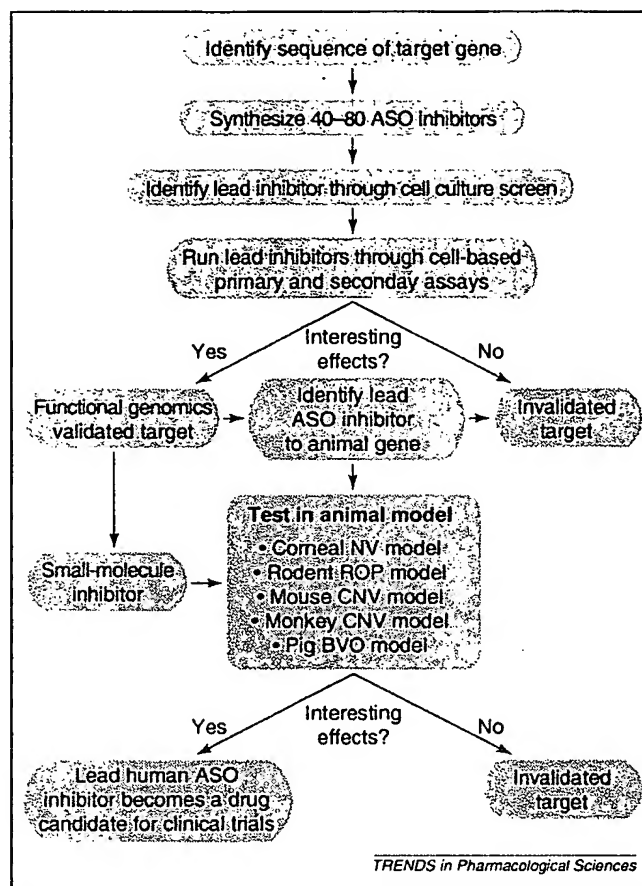 Identify sequence of target gene
Synthesize 40–80 ASO inhibitors
Identify lead inhibitor through cell culture screen
Run lead inhibitors through cell-based
primary and seconday assays
Yes
Interesting
effects?
No
Functional genomics
validated target
Identify lead
ASO inhibitor
to animal gene
Invalidated
target
Small-molecule
inhibitor
Test in animal model
• Corneal NV model
• Rodent ROP model
• Mouse CNV model
• Monkey CNV model
• Pig BVO model
Yes
Interesting
effects?
No
Lead human ASO
inhibitor becomes a drug
candidate for clinical trials
Invalidated
target
TRENDS in Pharmacological Sciences